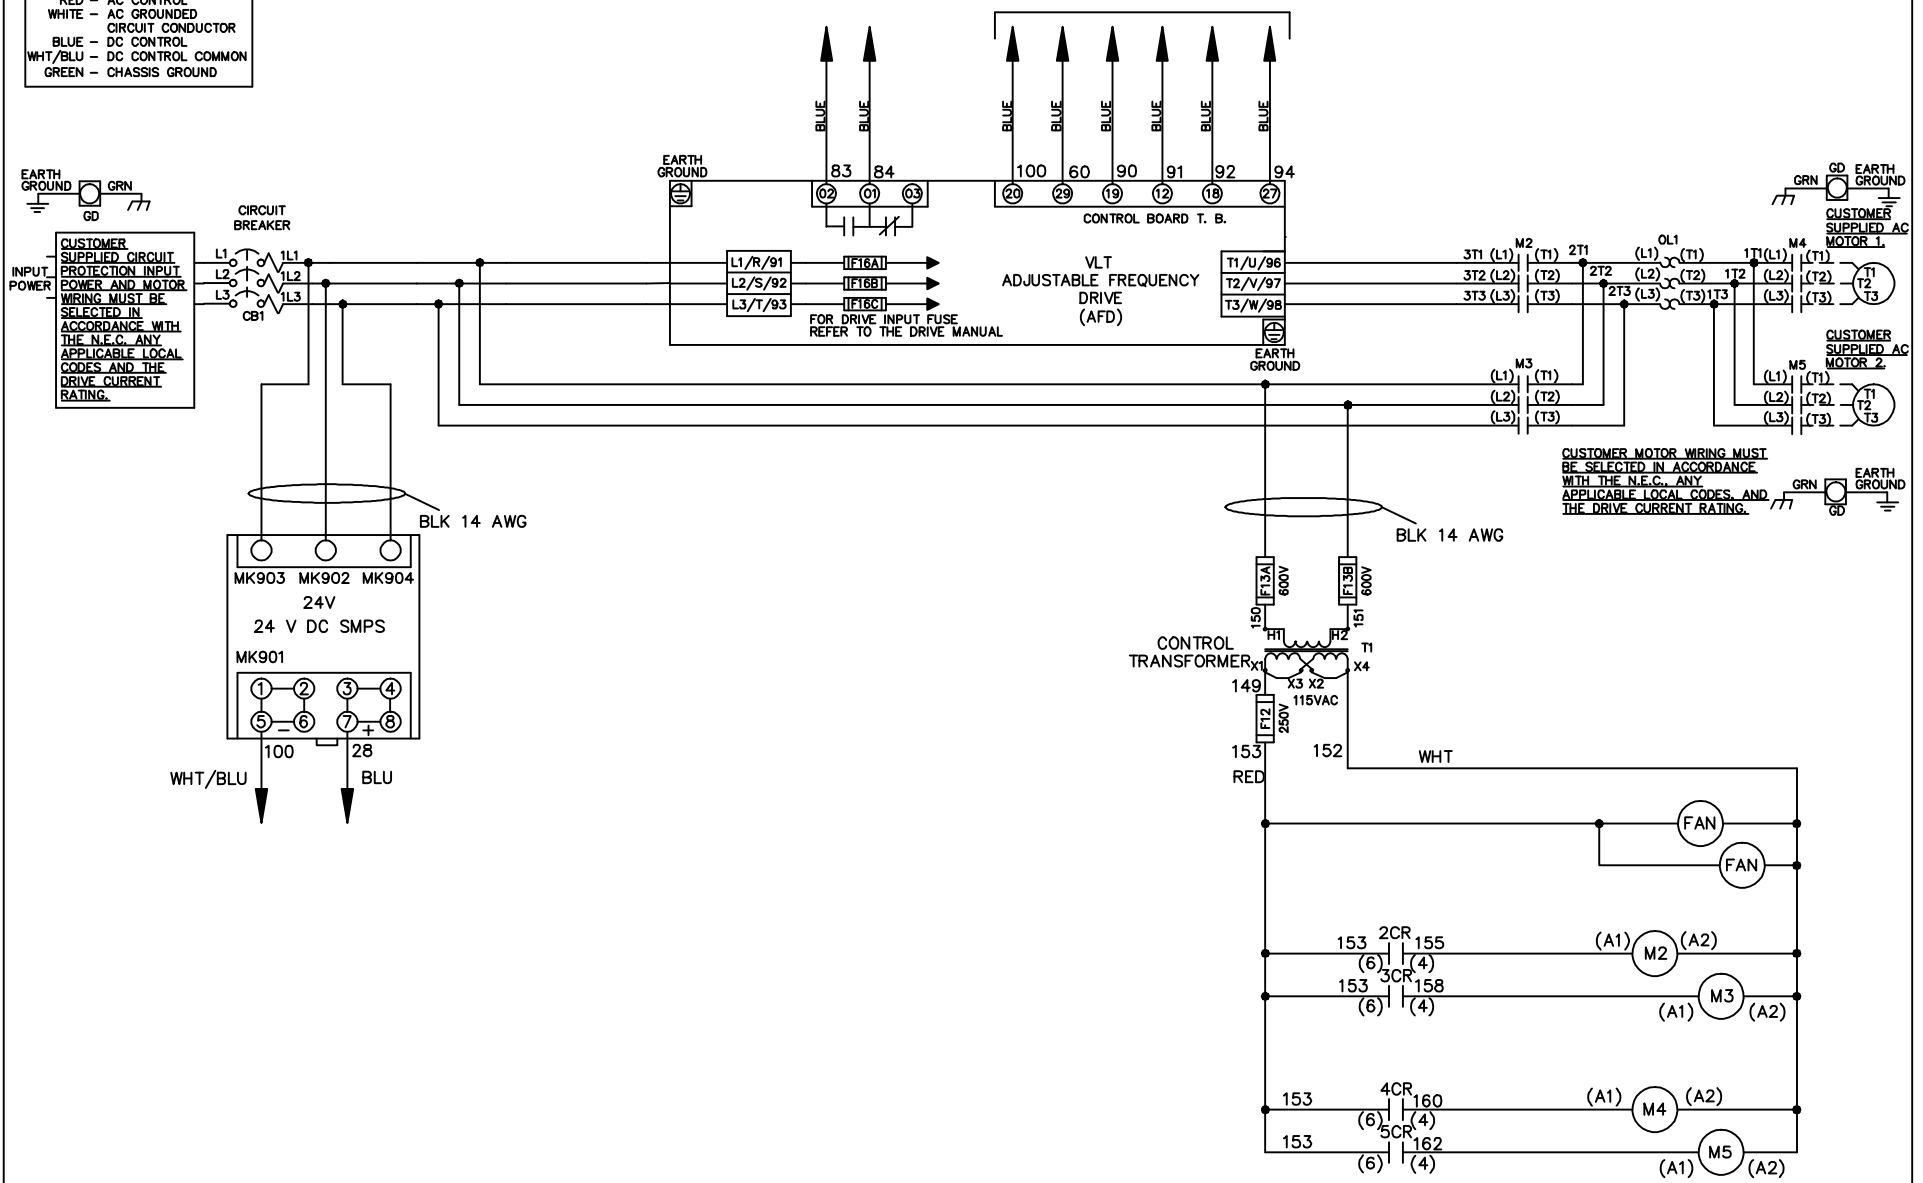 RED – AC CONTROL
WHITE – AC GROUNDED
CIRCUIT CONDUCTOR
BLUE – DC CONTROL
WHT/BLU – DC CONTROL COMMON
GREEN – CHASSIS GROUND
BLUE
BLUE
BLUE
BLUE
BLUE
BLUE
BLUE
BLUE
EARTH
GROUND
GRN
GD
CIRCUIT
BREAKER
INPUT
POWER
CUSTOMER
SUPPLIED CIRCUIT
PROTECTION INPUT
POWER AND MOTOR
WIRING MUST BE
SELECTED IN
ACCORDANCE WITH
THE N.E.C. ANY
APPLICABLE LOCAL
CODES AND THE
DRIVE CURRENT
RATING.
L1
1L1
L2
1L2
L3
1L3
CB1
EARTH
GROUND
83
84
02
01
03
100
60
90
91
92
94
20
29
19
12
18
27
CONTROL BOARD T. B.
L1/R/91
L2/S/92
L3/T/93
F16A
F16B
F16C
FOR DRIVE INPUT FUSE
REFER TO THE DRIVE MANUAL
VLT
ADJUSTABLE FREQUENCY
DRIVE
(AFD)
T1/U/96
T2/V/97
T3/W/98
EARTH
GROUND
3T1 (L1) M2 (T1) 2T1
3T2 (L2) (T2) 2T2
3T3 (L3) (T3) 2T3
(L1) OL1 (T1) 1T1
(L2) (T2) 1T2
(L3) (T3) 1T3
(L1) M4 (T1)
(L2) (T2)
(L3) (T3)
T1
T2
T3
GRN
GD
EARTH
GROUND
CUSTOMER
SUPPLIED AC
MOTOR 1.
CUSTOMER
SUPPLIED AC
MOTOR 2.
M3
(L1) (T1)
(L2) (T2)
(L3) (T3)
M5
(L1) (T1)
(L2) (T2)
(L3) (T3)
T1
T2
T3
CUSTOMER MOTOR WIRING MUST
BE SELECTED IN ACCORDANCE
WITH THE N.E.C., ANY
APPLICABLE LOCAL CODES, AND
THE DRIVE CURRENT RATING.
GRN
GD
EARTH
GROUND
BLK 14 AWG
MK903 MK902 MK904
24V
24 V DC SMPS
MK901
1 2 3 4
5 6 7 8
– +
100
28
WHT/BLU
BLU
BLK 14 AWG
F13A
600V
F13B
600V
150
151
H1
H2
T1
CONTROL
TRANSFORMER
X1
X3 X2
X4
115VAC
149
F12
250V
153
RED
152
WHT
FAN
FAN
153 2CR 155
(6) (4)
(A1) M2 (A2)
153 3CR 158
(6) (4)
(A1) M3 (A2)
153 4CR 160
(6) (4)
(A1) M4 (A2)
153 5CR 162
(6) (4)
(A1) M5 (A2)